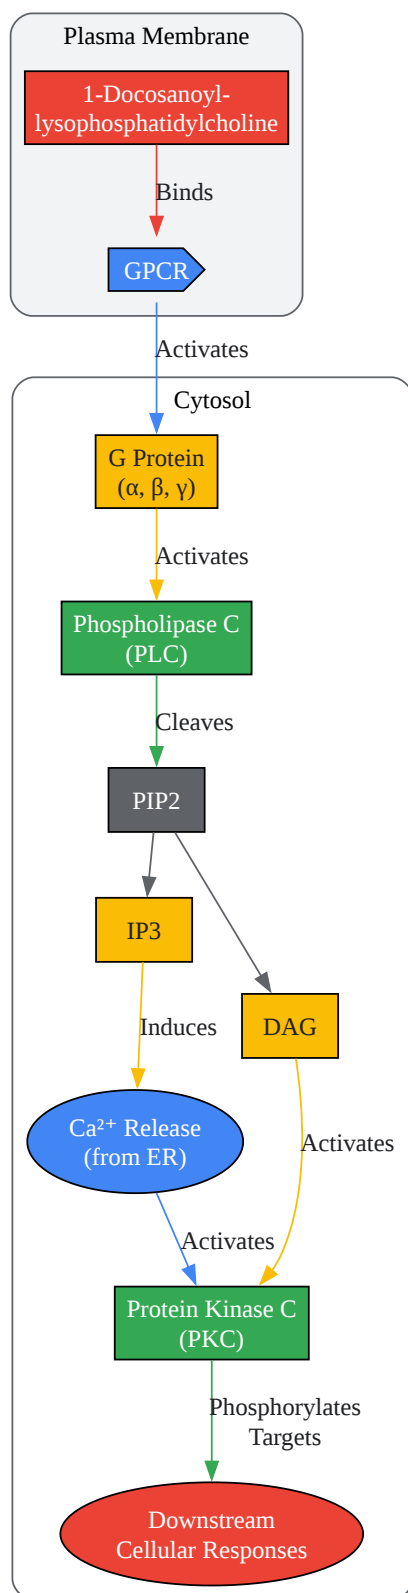 Plasma Membrane
1-Docosanoyl-
lysophosphatidylcholine
Binds
GPCR
Activates
Cytosol
G Protein
(α, β, γ)
Activates
Phospholipase C
(PLC)
Cleaves
PIP2
IP3
DAG
Induces
Ca²⁺ Release
(from ER)
Activates
Activates
Protein Kinase C
(PKC)
Phosphorylates
Targets
Downstream
Cellular Responses